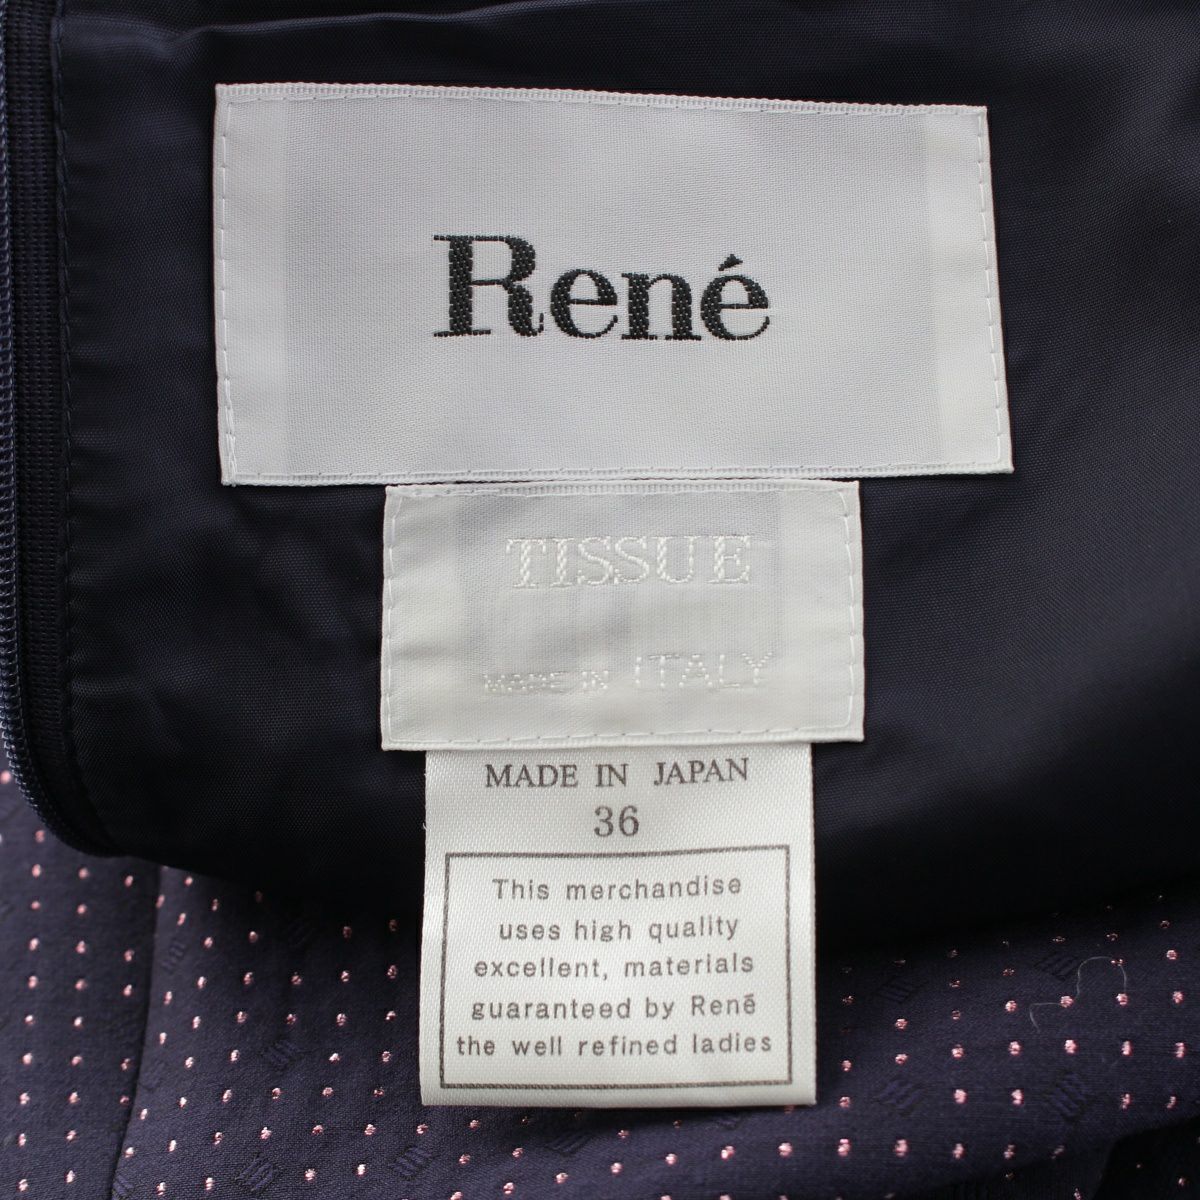 René
TISSUE
MADE IN ITALY
MADE IN JAPAN
36
This merchandise
uses high quality
excellent, materials
guaranteed by René
the well refined ladies